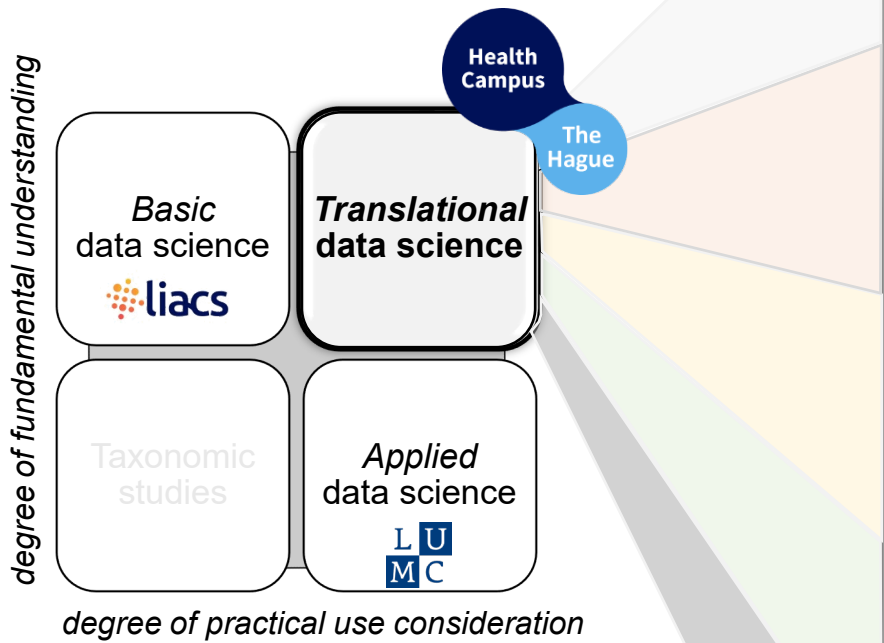 Health
Campus
The
Hague
degree of fundamental understanding
Basic
data science
liacs
Translational
data science
Taxonomic
studies
Applied
data science
L U
M C
degree of practical use consideration